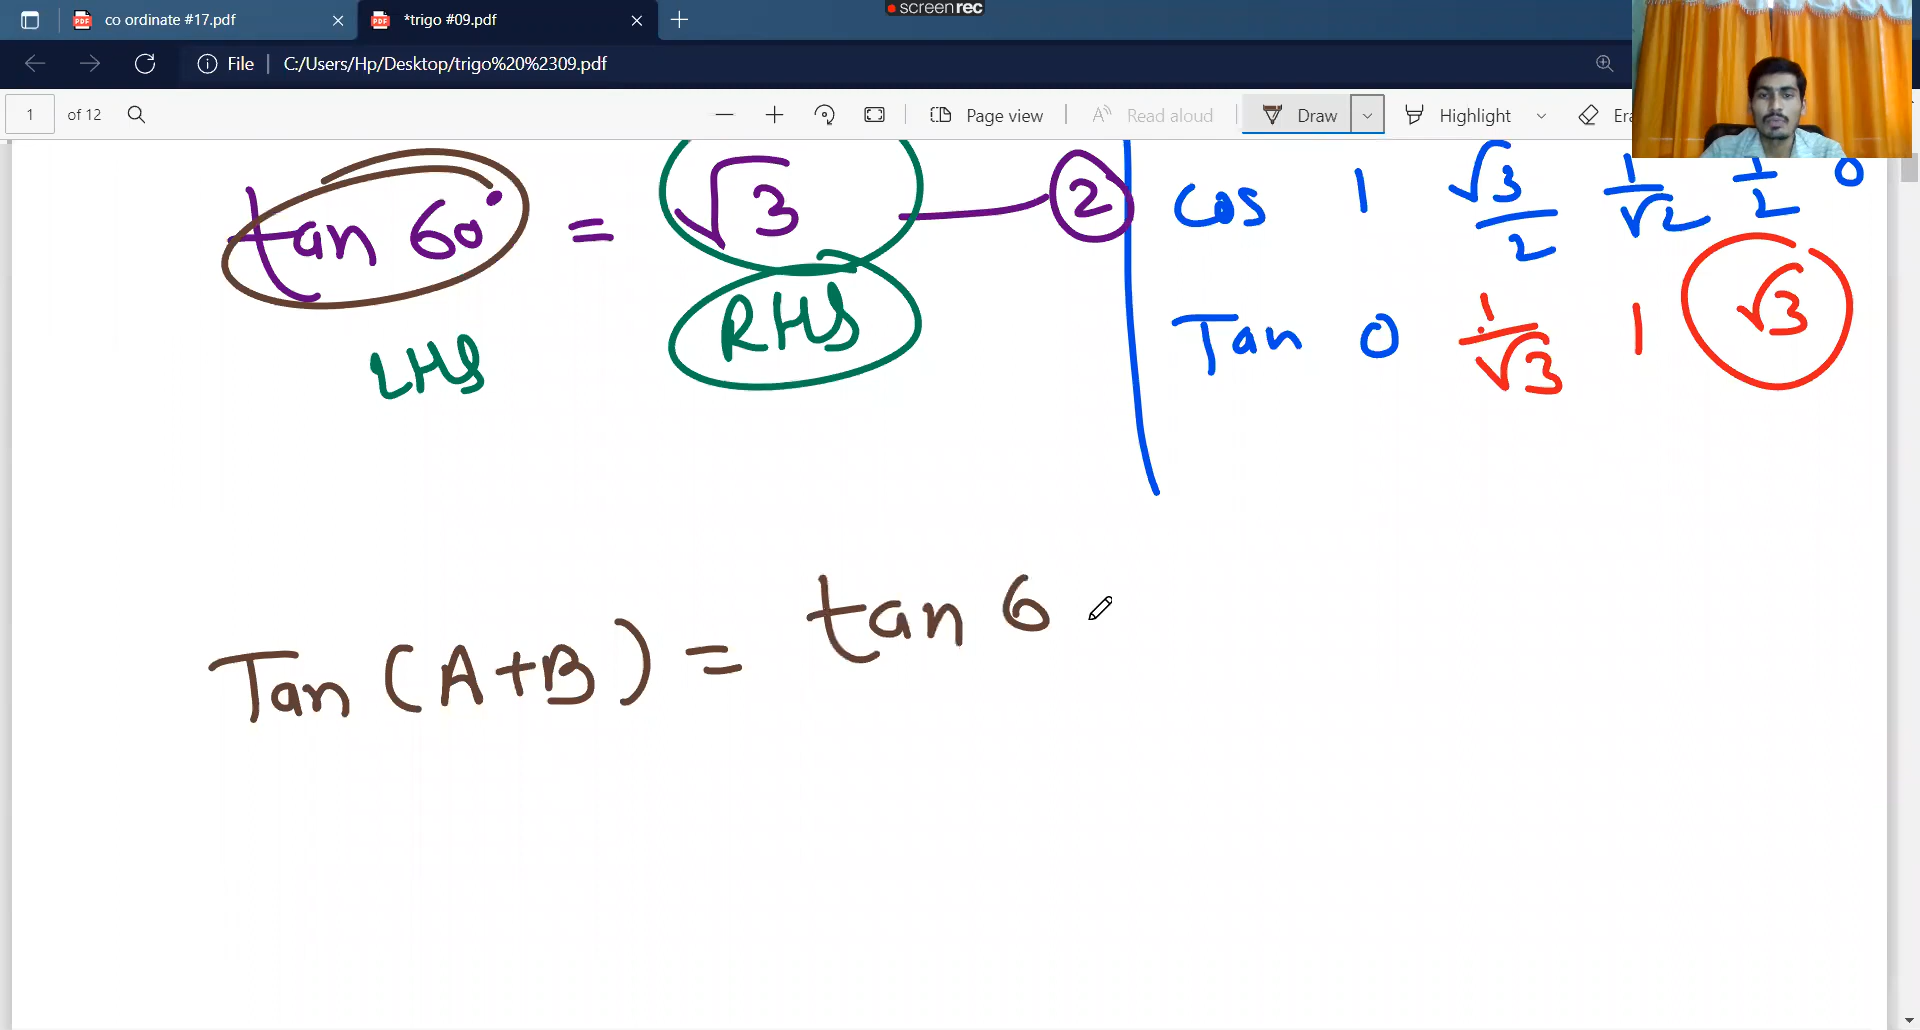 co ordinate #17.pdf
*trigo #09.pdf
screenrec
File
C:/Users/Hp/Desktop/trigo%20%2309.pdf
1 of 12
Page view
Read aloud
Draw
Highlight
tan 60° = √3 — 2
LHS
RHS
cos 1 √3/2 1/√2 1/2 0
Tan 0 1/√3 1 √3
Tan (A+B) = tan 6